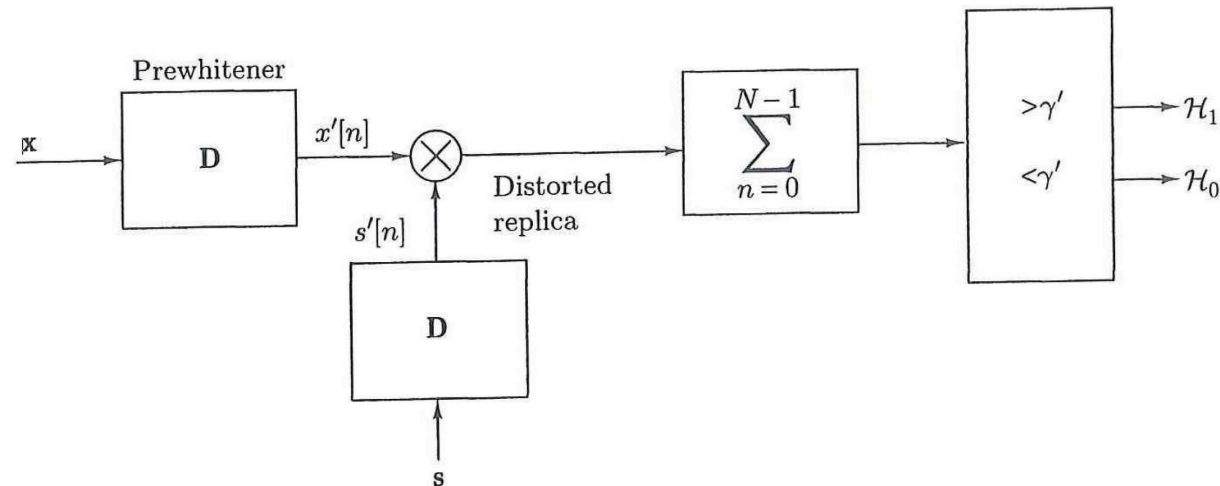 Prewhitener
x
D
x′[n]
Distorted
replica
s′[n]
D
s
N − 1
∑
n = 0
>γ′
<γ′
ℋ₁
ℋ₀